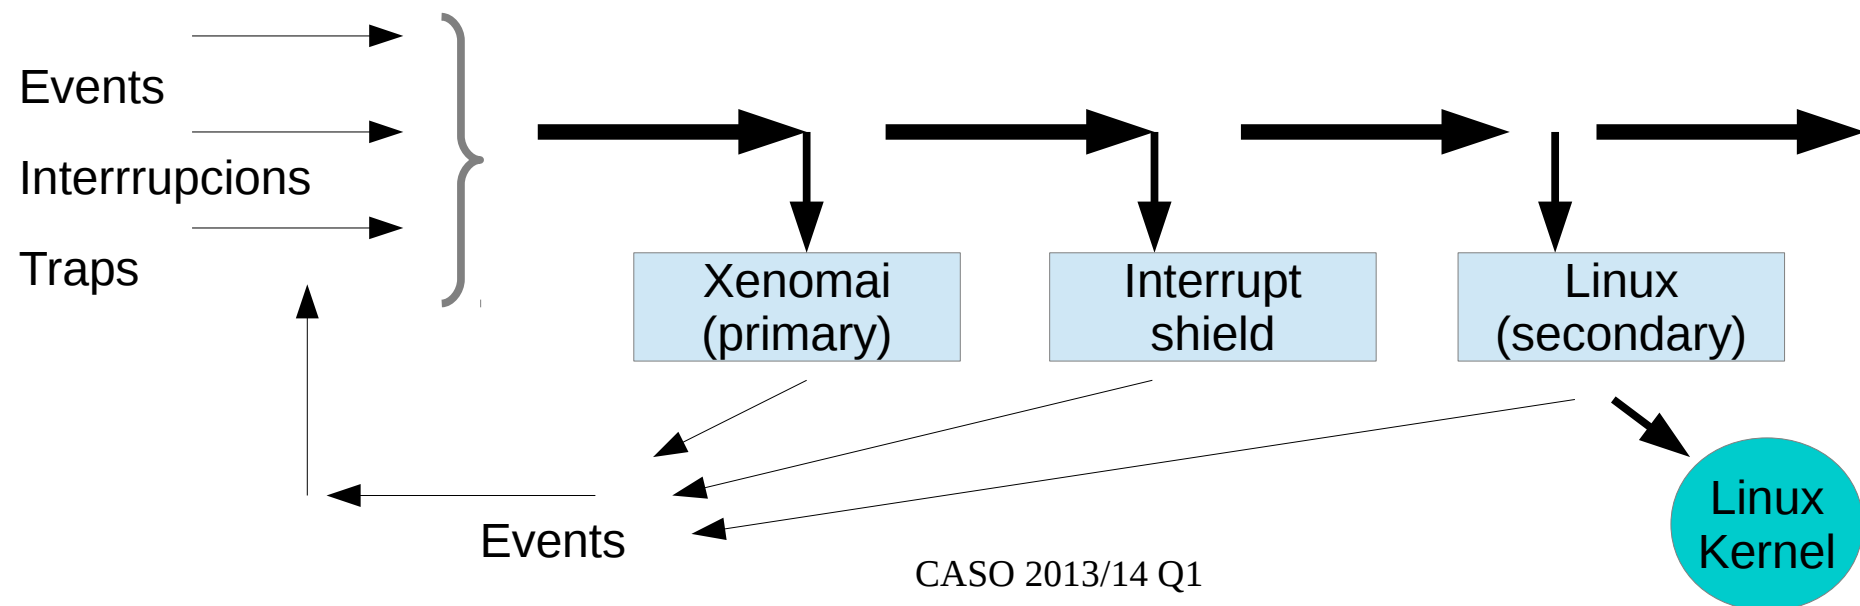 Events
Interrrupcions
Traps
Xenomai
(primary)
Interrupt
shield
Linux
(secondary)
Events
Linux
Kernel
CASO 2013/14 Q1